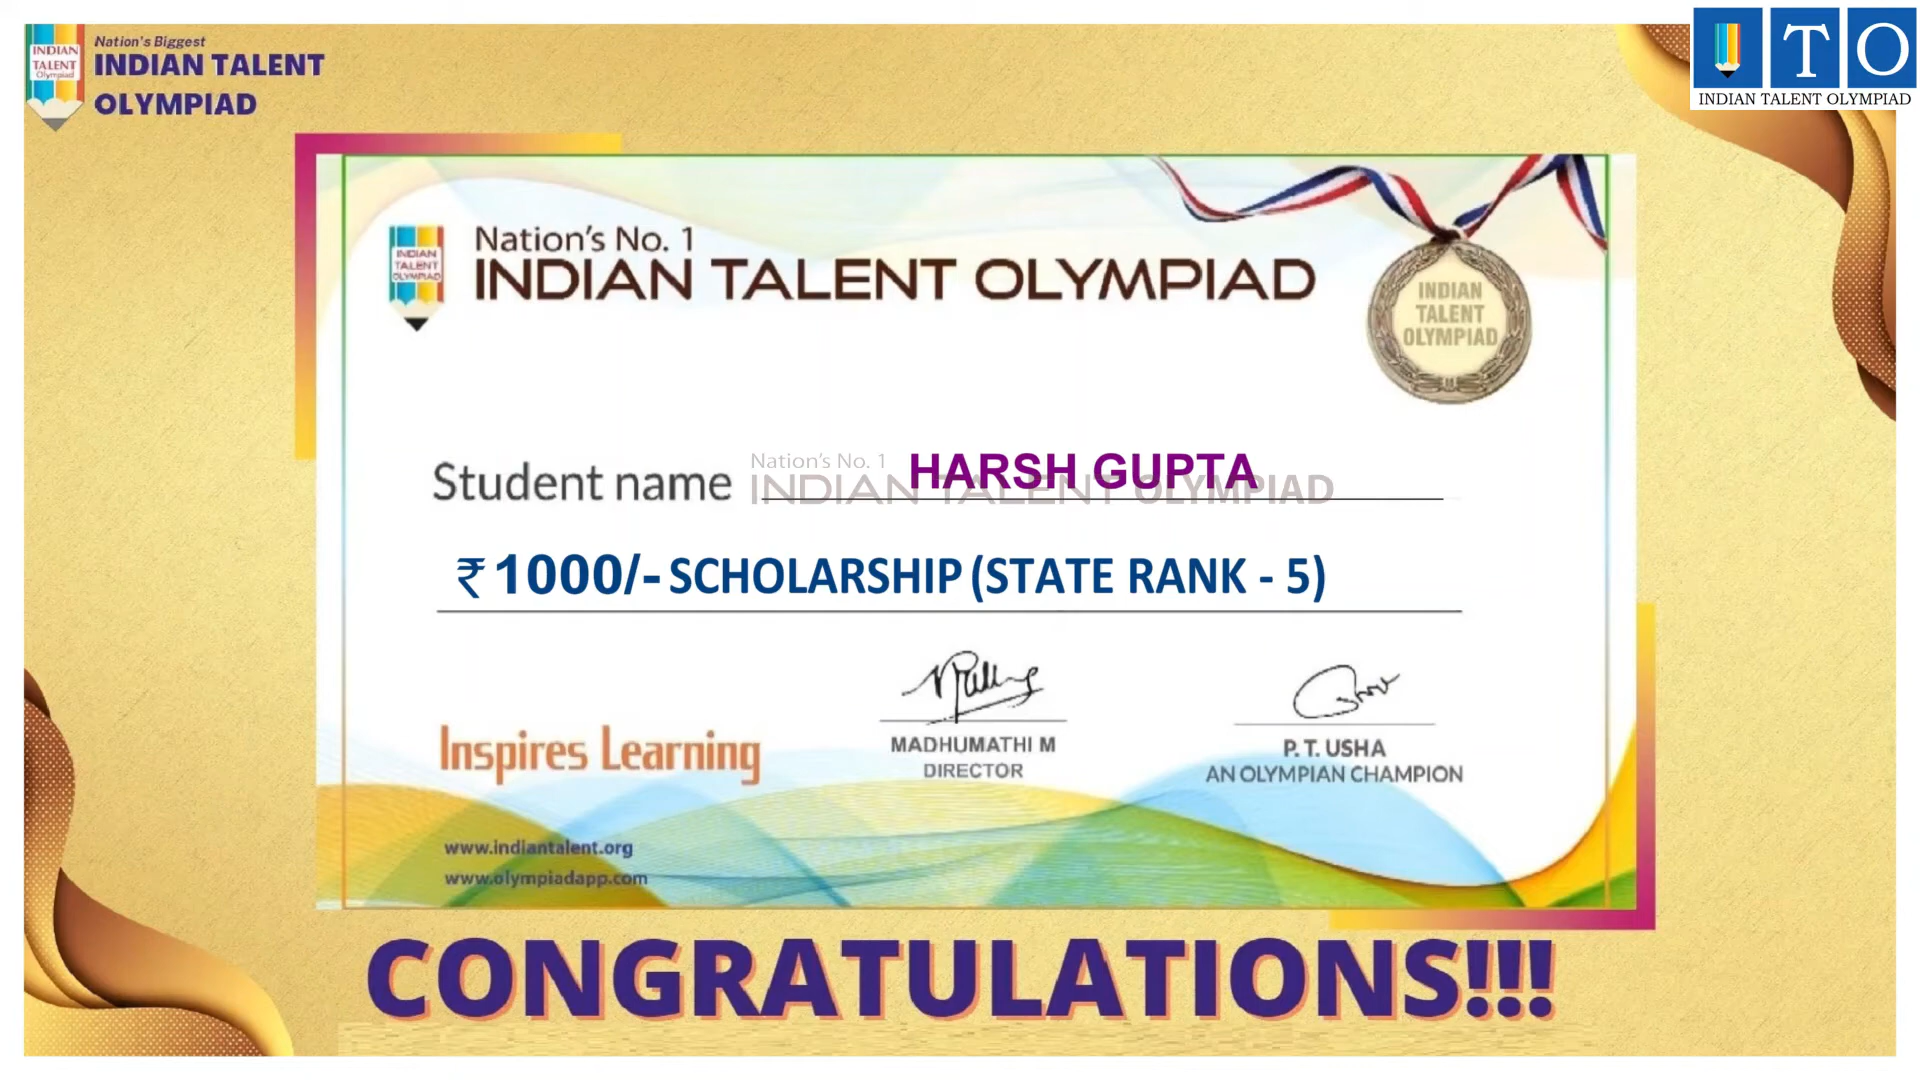 Nation's Biggest
INDIAN TALENT
OLYMPIAD
INDIAN
TALENT
Olympiad
ITO
INDIAN TALENT OLYMPIAD
Nation's No. 1
INDIAN TALENT OLYMPIAD
INDIAN
TALENT
OLYMPIAD
INDIAN
TALENT
OLYMPIAD
Student name HARSH GUPTA
Nation's No. 1
INDIAN TALENT OLYMPIAD
₹ 1000/- SCHOLARSHIP (STATE RANK - 5)
Inspires Learning
MADHUMATHI M
DIRECTOR
P. T. USHA
AN OLYMPIAN CHAMPION
www.indiantalent.org
www.olympiadapp.com
CONGRATULATIONS!!!